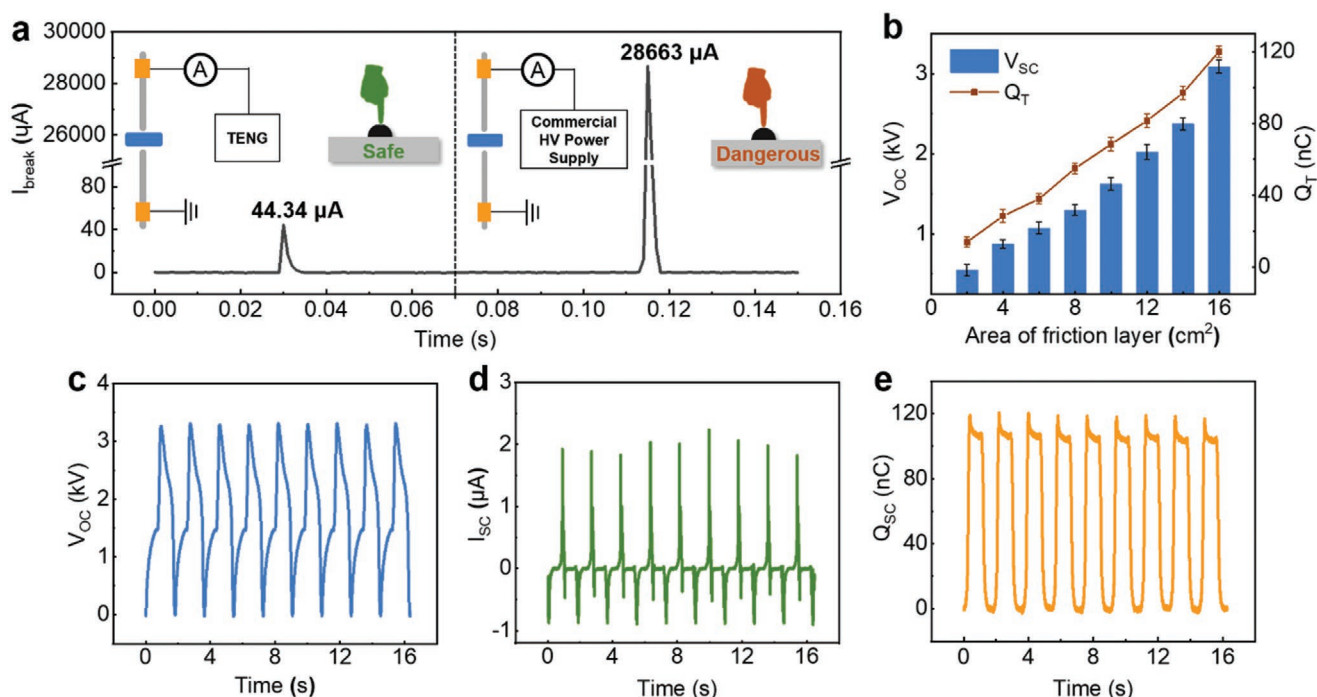 a
30000
29000
28000
26000
80
40
0
I_break (ɥA)
A
TENG
Safe
44.34 µA
A
Commercial
HV Power
Supply
28663 µA
Dangerous
0.00 0.02 0.04 0.06 0.08 0.10 0.12 0.14 0.16
Time (s)
b
V_SC
Q_T
3
2
1
V_OC (kV)
120
80
40
0
Q_T (nC)
0 4 8 12 16
Area of friction layer (cm²)
c
4
3
2
1
0
V_OC (kV)
0 4 8 12 16
Time (s)
d
3
2
1
0
-1
I_SC (µA)
0 4 8 12 16
Time (s)
e
120
80
40
0
Q_SC (nC)
0 4 8 12 16
Time (s)